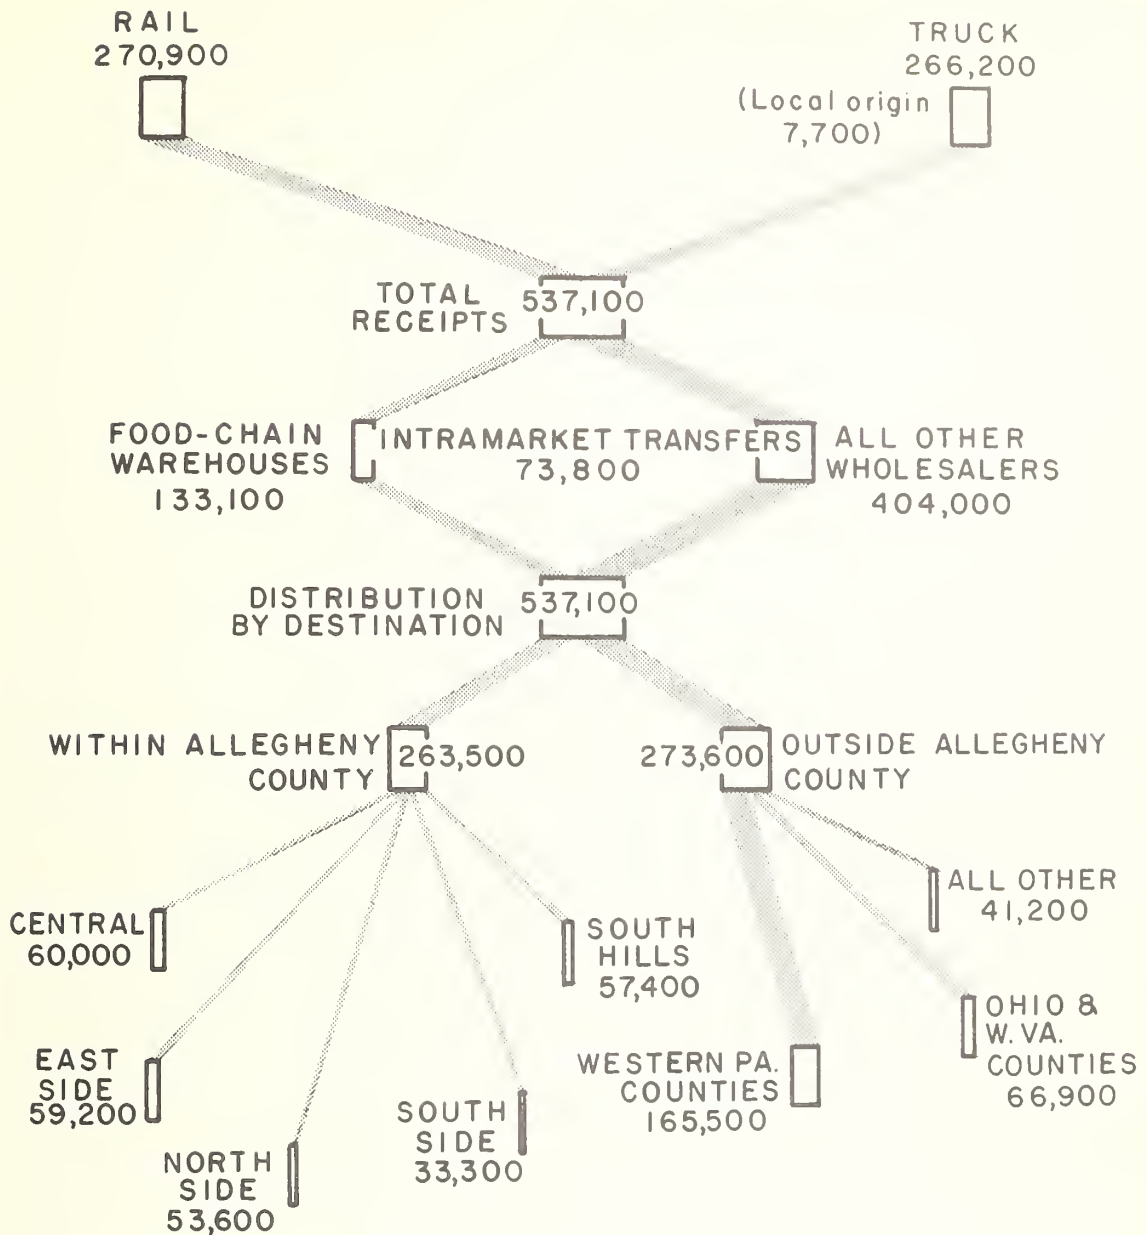 RAIL
270,900
TRUCK
266,200
(Local origin
7,700)
TOTAL
RECEIPTS
537,100
FOOD-CHAIN
WAREHOUSES
133,100
INTRAMARKET TRANSFERS
73,800
ALL OTHER
WHOLESALERS
404,000
DISTRIBUTION
BY DESTINATION
537,100
WITHIN ALLEGHENY
COUNTY
263,500
273,600
OUTSIDE ALLEGHENY
COUNTY
CENTRAL
60,000
EAST
SIDE
59,200
NORTH
SIDE
53,600
SOUTH
SIDE
33,300
SOUTH
HILLS
57,400
WESTERN PA.
COUNTIES
165,500
ALL OTHER
41,200
OHIO &
W. VA.
COUNTIES
66,900